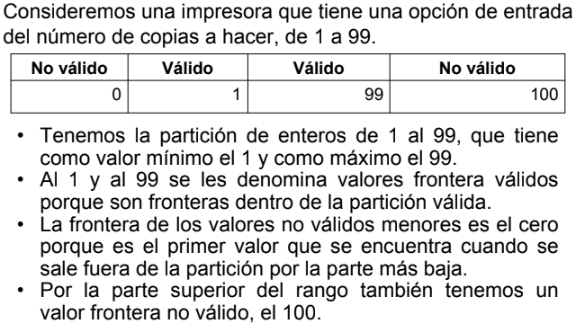 Consideremos una impresora que tiene una opción de entrada
del número de copias a hacer, de 1 a 99.
No válido Válido Válido No válido
0 1 99 100
• Tenemos la partición de enteros de 1 al 99, que tiene
como valor mínimo el 1 y como máximo el 99.
• Al 1 y al 99 se les denomina valores frontera válidos
porque son fronteras dentro de la partición válida.
• La frontera de los valores no válidos menores es el cero
porque es el primer valor que se encuentra cuando se
sale fuera de la partición por la parte más baja.
• Por la parte superior del rango también tenemos un
valor frontera no válido, el 100.